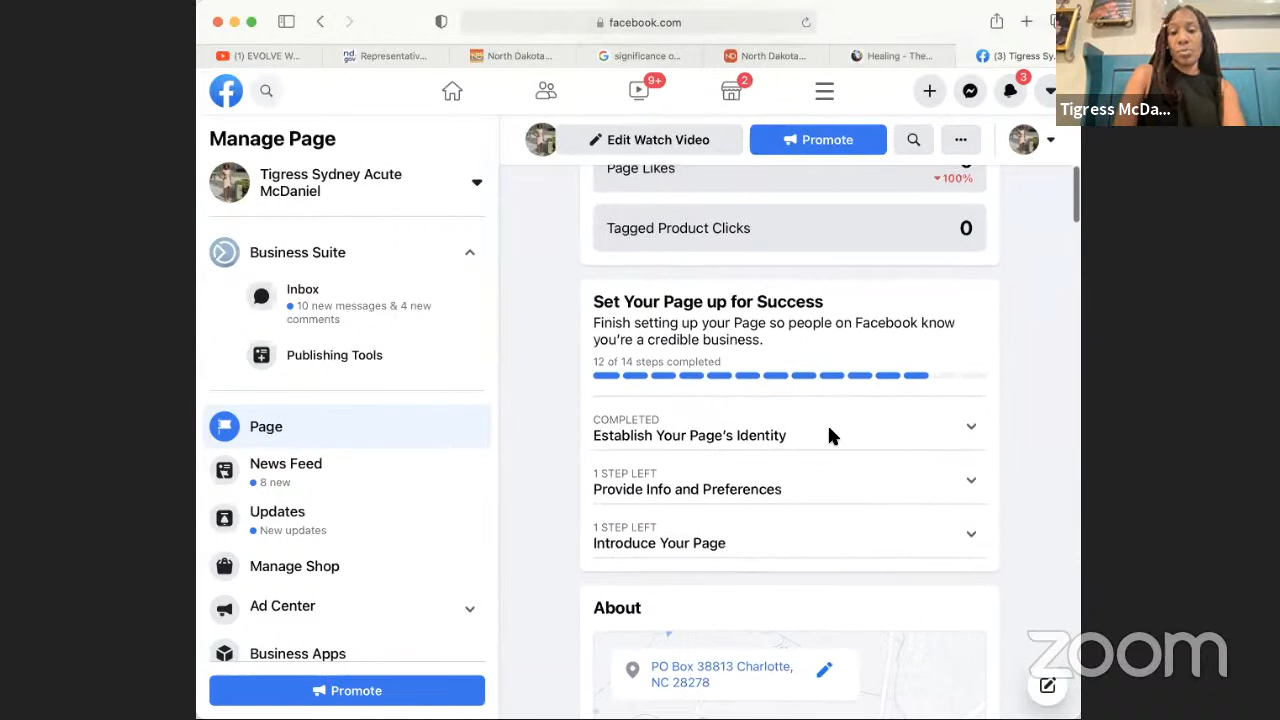 facebook.com
(1) EVOLVE W...
Representativ...
North Dakota...
significance o...
North Dakota...
Healing - The...
(3) Tigress Sy...
9+
2
3
Tigress McDa...
Manage Page
Tigress Sydney Acute
McDaniel
Business Suite
Inbox
10 new messages & 4 new
comments
Publishing Tools
Page
News Feed
8 new
Updates
New updates
Manage Shop
Ad Center
Business Apps
Promote
Edit Watch Video
Promote
Page Likes
100%
Tagged Product Clicks
0
Set Your Page up for Success
Finish setting up your Page so people on Facebook know
you're a credible business.
12 of 14 steps completed
COMPLETED
Establish Your Page's Identity
1 STEP LEFT
Provide Info and Preferences
1 STEP LEFT
Introduce Your Page
About
PO Box 38813 Charlotte,
NC 28278
zoom